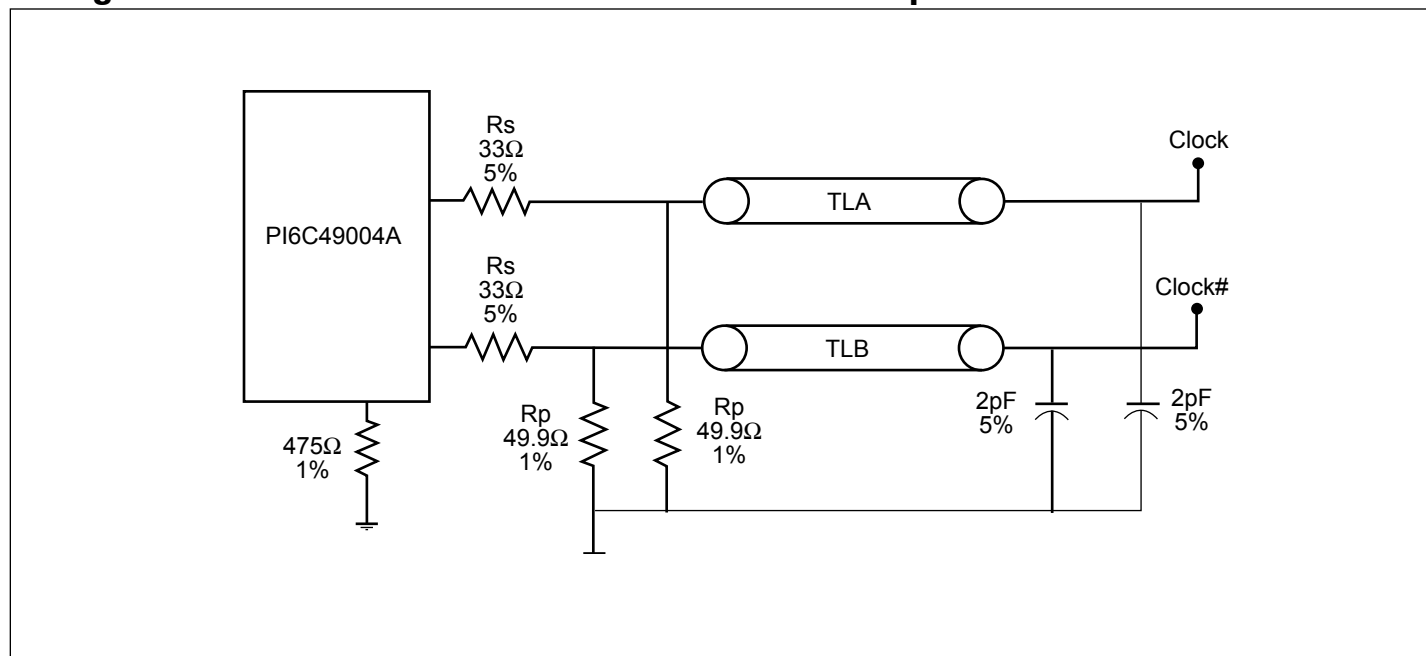 Rs
33Ω
5%
Clock
TLA
PI6C49004A
Rs
33Ω
5%
Clock#
TLB
Rp
49.9Ω
1%
Rp
49.9Ω
1%
2pF
5%
2pF
5%
475Ω
1%